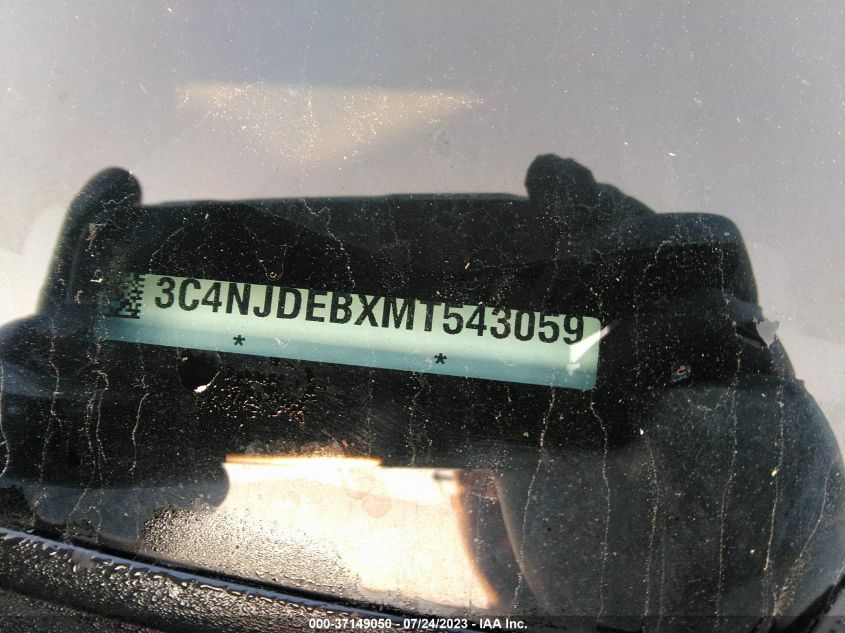 3C4NJDEBXMT543059
* *
000-37149050 - 07/24/2023 - IAA Inc.